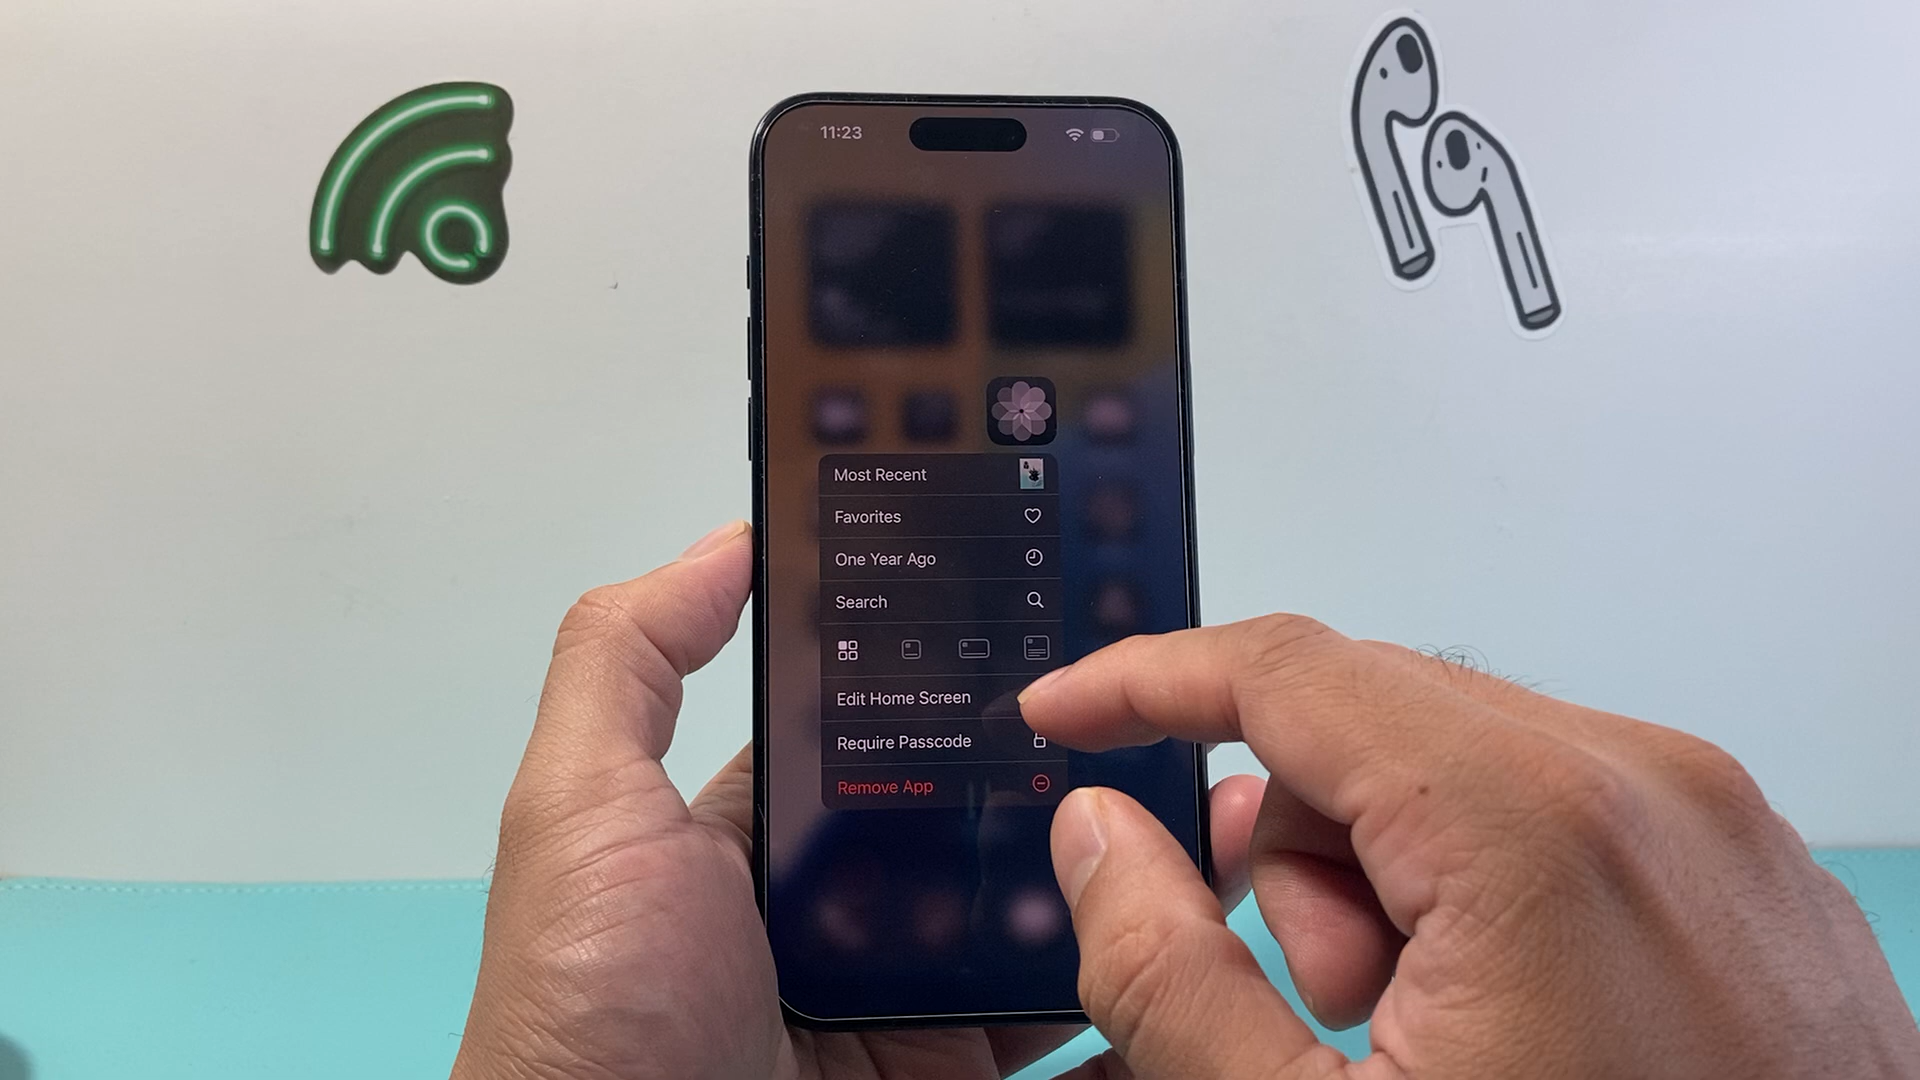 11:23
Most Recent
Favorites
One Year Ago
Search
Edit Home Screen
Require Passcode
Remove App